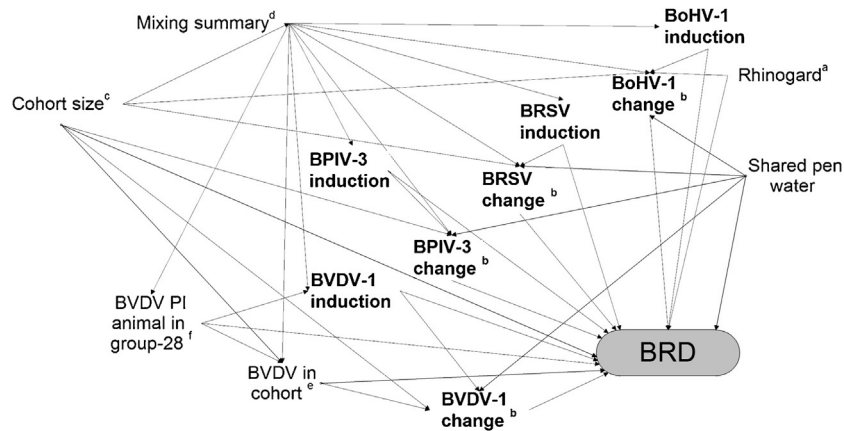 Mixing summary d
BoHV-1
induction
Rhinogard a
BoHV-1
change b
Cohort size c
BRSV
induction
BPIV-3
induction
BRSV
change b
Shared pen
water
BPIV-3
change b
BVDV-1
induction
BVDV PI
animal in
group-28 f
BRD
BVDV in
cohort e
BVDV-1
change b